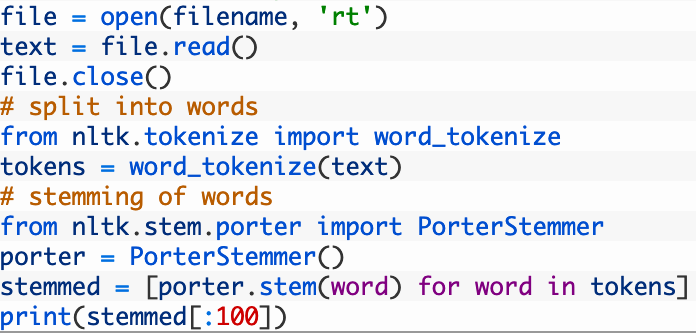 file = open(filename, 'rt')
text = file.read()
file.close()
# split into words
from nltk.tokenize import word_tokenize
tokens = word_tokenize(text)
# stemming of words
from nltk.stem.porter import PorterStemmer
porter = PorterStemmer()
stemmed = [porter.stem(word) for word in tokens]
print(stemmed[:100])